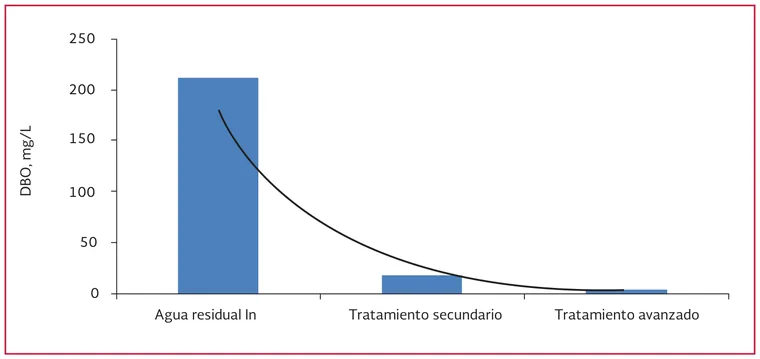 250
200
150
100
50
0
DBO, mg/L
Agua residual In
Tratamiento secundario
Tratamiento avanzado